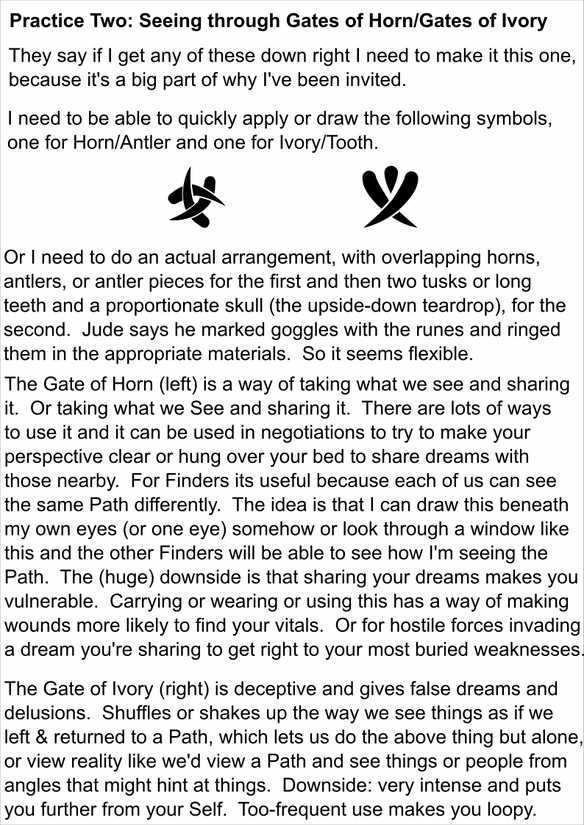 Practice Two: Seeing through Gates of Horn/Gates of Ivory
They say if I get any of these down right I need to make it this one,
because it's a big part of why I've been invited.
I need to be able to quickly apply or draw the following symbols,
one for Horn/Antler and one for Ivory/Tooth.
Or I need to do an actual arrangement, with overlapping horns,
antlers, or antler pieces for the first and then two tusks or long
teeth and a proportionate skull (the upside-down teardrop), for the
second.  Jude says he marked goggles with the runes and ringed
them in the appropriate materials.  So it seems flexible.
The Gate of Horn (left) is a way of taking what we see and sharing
it.  Or taking what we See and sharing it.  There are lots of ways
to use it and it can be used in negotiations to try to make your
perspective clear or hung over your bed to share dreams with
those nearby.  For Finders its useful because each of us can see
the same Path differently.  The idea is that I can draw this beneath
my own eyes (or one eye) somehow or look through a window like
this and the other Finders will be able to see how I'm seeing the
Path.  The (huge) downside is that sharing your dreams makes you
vulnerable.  Carrying or wearing or using this has a way of making
wounds more likely to find your vitals.  Or for hostile forces invading
a dream you're sharing to get right to your most buried weaknesses.
The Gate of Ivory (right) is deceptive and gives false dreams and
delusions.  Shuffles or shakes up the way we see things as if we
left & returned to a Path, which lets us do the above thing but alone,
or view reality like we'd view a Path and see things or people from
angles that might hint at things.  Downside: very intense and puts
you further from your Self.  Too-frequent use makes you loopy.